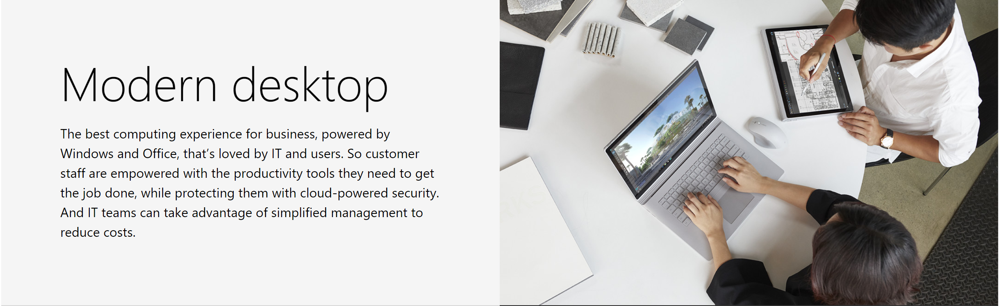 Modern desktop
The best computing experience for business, powered by
Windows and Office, that’s loved by IT and users. So customer
staff are empowered with the productivity tools they need to get
the job done, while protecting them with cloud-powered security.
And IT teams can take advantage of simplified management to
reduce costs.